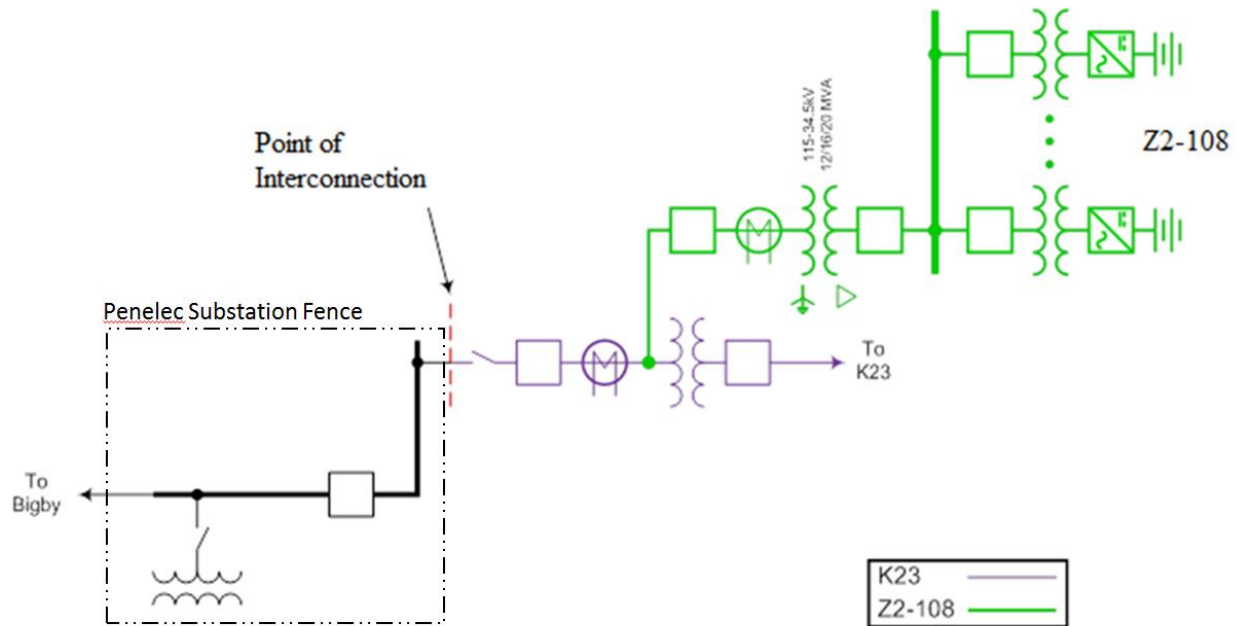 Point of
Interconnection
115-34.5kV
12/16/20 MVA
Z2-108
Penelec Substation Fence
M
M
To
K23
To
Bigby
K23
Z2-108